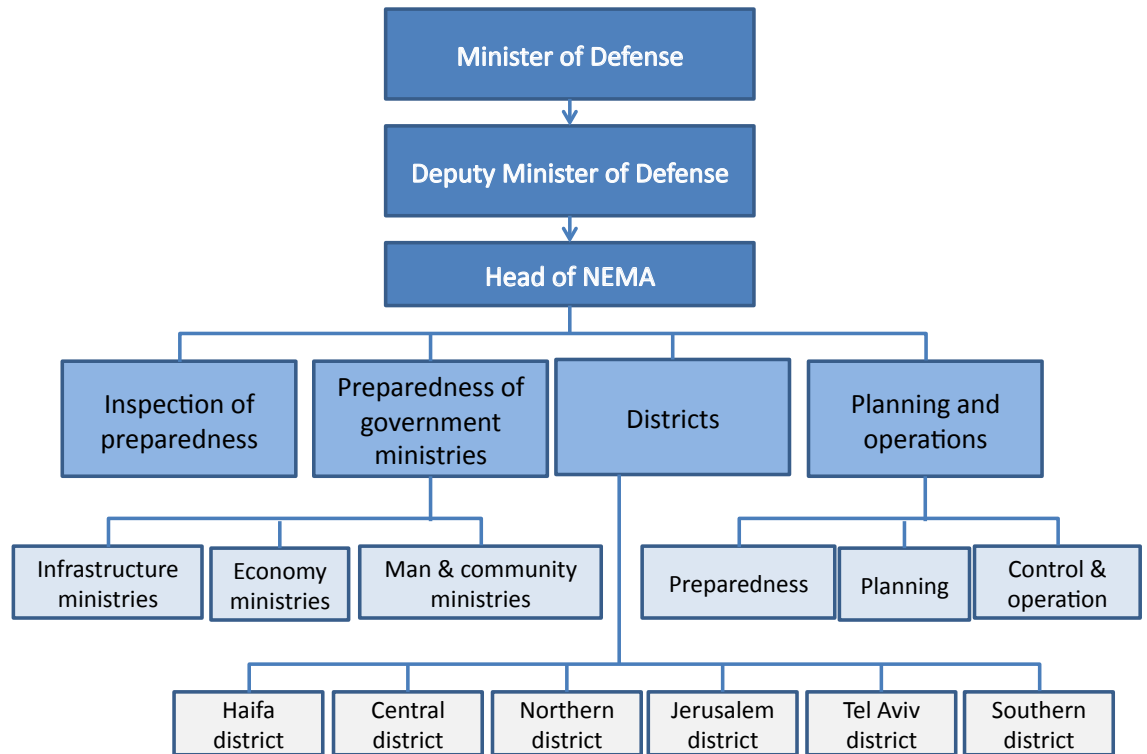 Minister of Defense
Deputy Minister of Defense
Head of NEMA
Inspection of
preparedness
Preparedness of
government
ministries
Districts
Planning and
operations
Infrastructure
ministries
Economy
ministries
Man & community
ministries
Preparedness
Planning
Control &
operation
Haifa
district
Central
district
Northern
district
Jerusalem
district
Tel Aviv
district
Southern
district